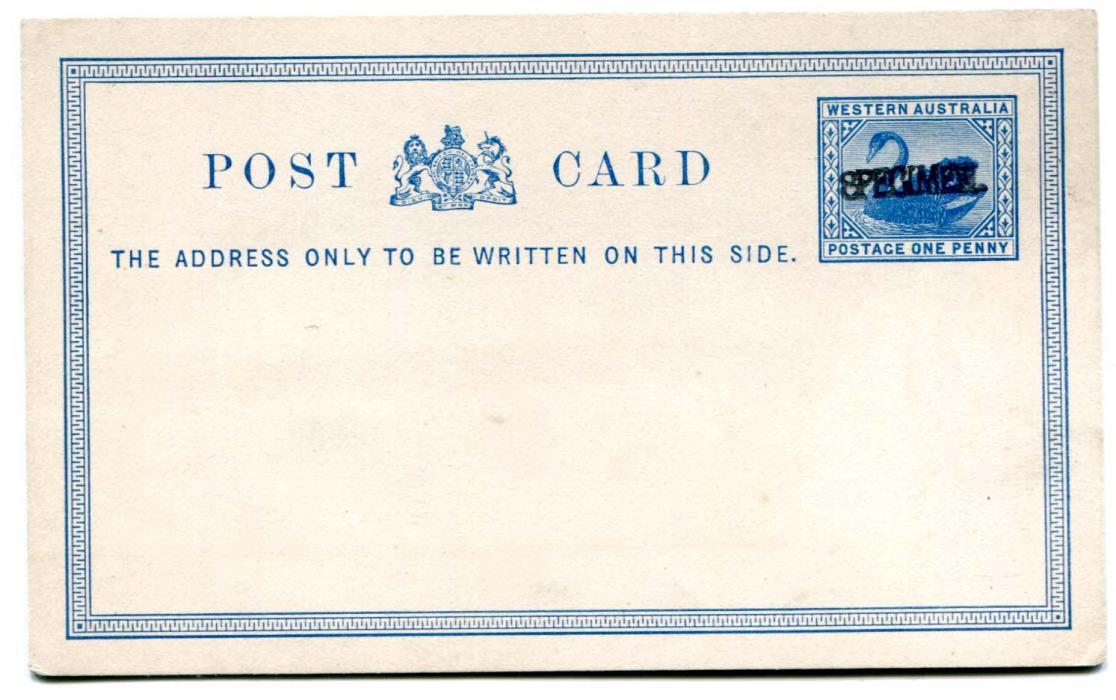 WESTERN AUSTRALIA
POST CARD
SPECIMEN.
POSTAGE ONE PENNY
THE ADDRESS ONLY TO BE WRITTEN ON THIS SIDE.